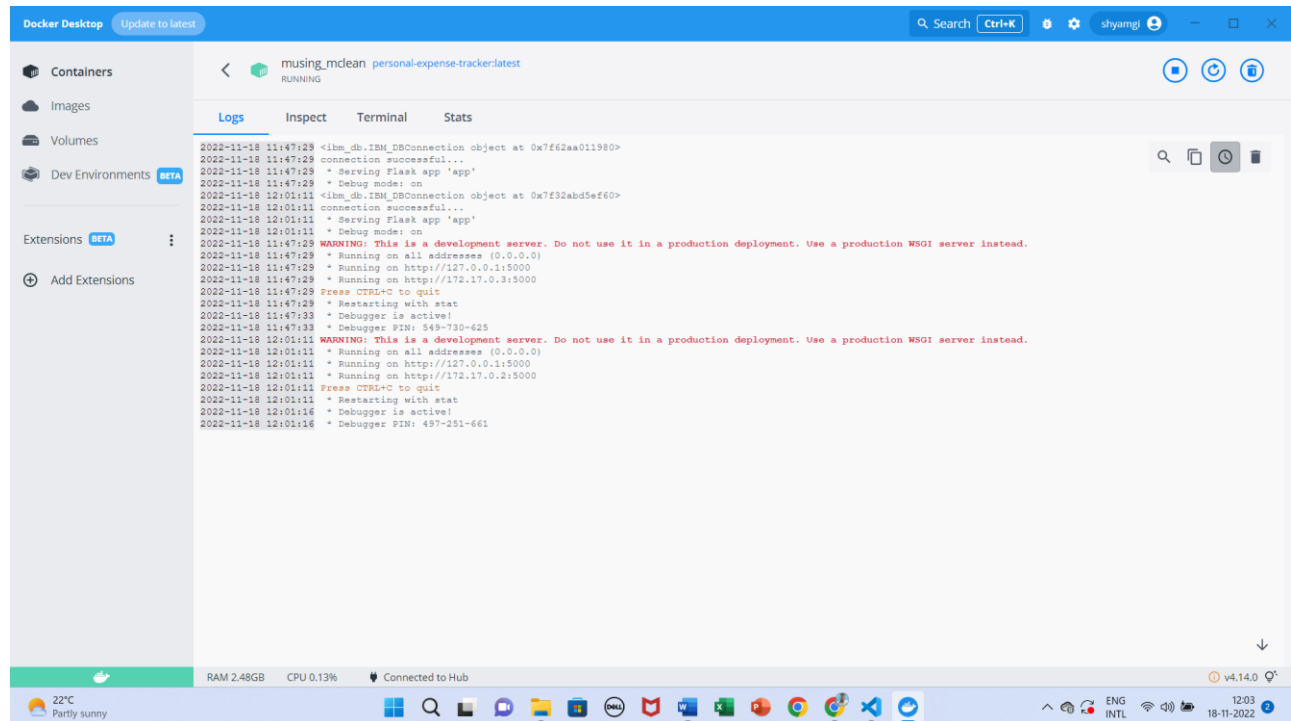 Docker Desktop Update to latest Search Ctrl+K shyamgi
Containers
Images
Volumes
Dev Environments BETA
Extensions BETA
Add Extensions
musing_mclean personal-expense-tracker:latest
RUNNING
Logs Inspect Terminal Stats
2022-11-18 11:47:29 <ibm_db.IBM_DBConnection object at 0x7f62aa011980>
2022-11-18 11:47:29 connection successful...
2022-11-18 11:47:29 * Serving Flask app 'app'
2022-11-18 11:47:29 * Debug mode: on
2022-11-18 12:01:11 <ibm_db.IBM_DBConnection object at 0x7f32abd5ef60>
2022-11-18 12:01:11 connection successful...
2022-11-18 12:01:11 * Serving Flask app 'app'
2022-11-18 12:01:11 * Debug mode: on
2022-11-18 11:47:29 WARNING: This is a development server. Do not use it in a production deployment. Use a production WSGI server instead.
2022-11-18 11:47:29 * Running on all addresses (0.0.0.0)
2022-11-18 11:47:29 * Running on http://127.0.0.1:5000
2022-11-18 11:47:29 * Running on http://172.17.0.3:5000
2022-11-18 11:47:29 Press CTRL+C to quit
2022-11-18 11:47:29 * Restarting with stat
2022-11-18 11:47:33 * Debugger is active!
2022-11-18 11:47:33 * Debugger PIN: 549-730-625
2022-11-18 12:01:11 WARNING: This is a development server. Do not use it in a production deployment. Use a production WSGI server instead.
2022-11-18 12:01:11 * Running on all addresses (0.0.0.0)
2022-11-18 12:01:11 * Running on http://127.0.0.1:5000
2022-11-18 12:01:11 * Running on http://172.17.0.2:5000
2022-11-18 12:01:11 Press CTRL+C to quit
2022-11-18 12:01:11 * Restarting with stat
2022-11-18 12:01:16 * Debugger is active!
2022-11-18 12:01:16 * Debugger PIN: 497-251-661
RAM 2.48GB CPU 0.13% Connected to Hub v4.14.0
22°C
Partly sunny
DELL
ENG
INTL
12:03
18-11-2022 2